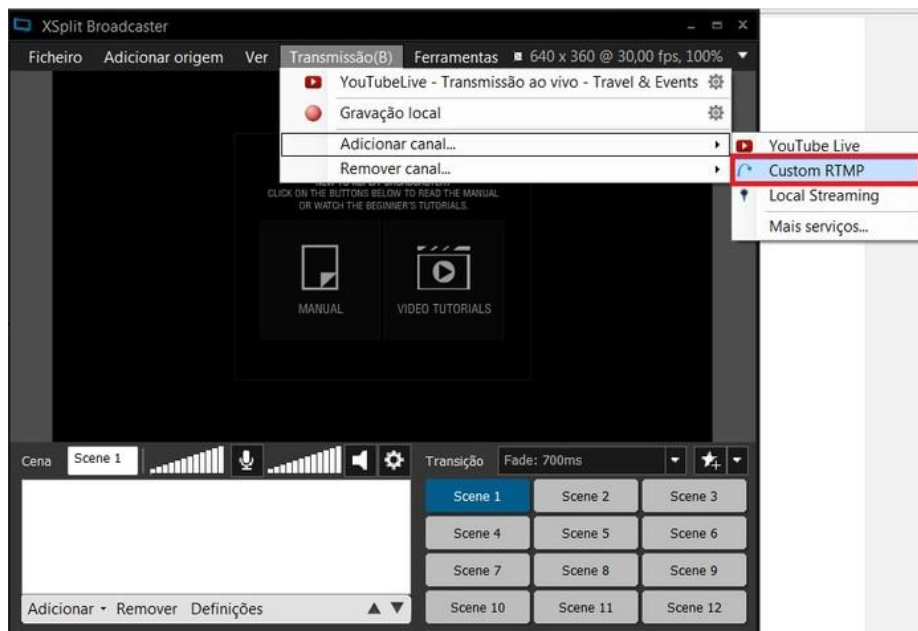 XSplit Broadcaster
Ficheiro Adicionar origem Ver Transmissão(B) Ferramentas 640 x 360 @ 30,00 fps, 100%
YouTubeLive - Transmissão ao vivo - Travel & Events
Gravação local
Adicionar canal...
Remover canal...
YouTube Live
Custom RTMP
Local Streaming
Mais serviços...
CLICK ON THE BUTTONS BELOW TO READ THE MANUAL
OR WATCH THE BEGINNER'S TUTORIALS.
MANUAL VIDEO TUTORIALS
Cena Scene 1 Transição Fade: 700ms
Scene 1 Scene 2 Scene 3
Scene 4 Scene 5 Scene 6
Scene 7 Scene 8 Scene 9
Scene 10 Scene 11 Scene 12
Adicionar Remover Definições